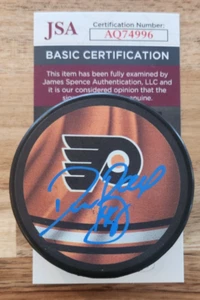 JSA
Certification Number:
AQ74996
BASIC CERTIFICATION
This item has been fully examined by
James Spence Authentication, LLC and
it is our considered opinion that the